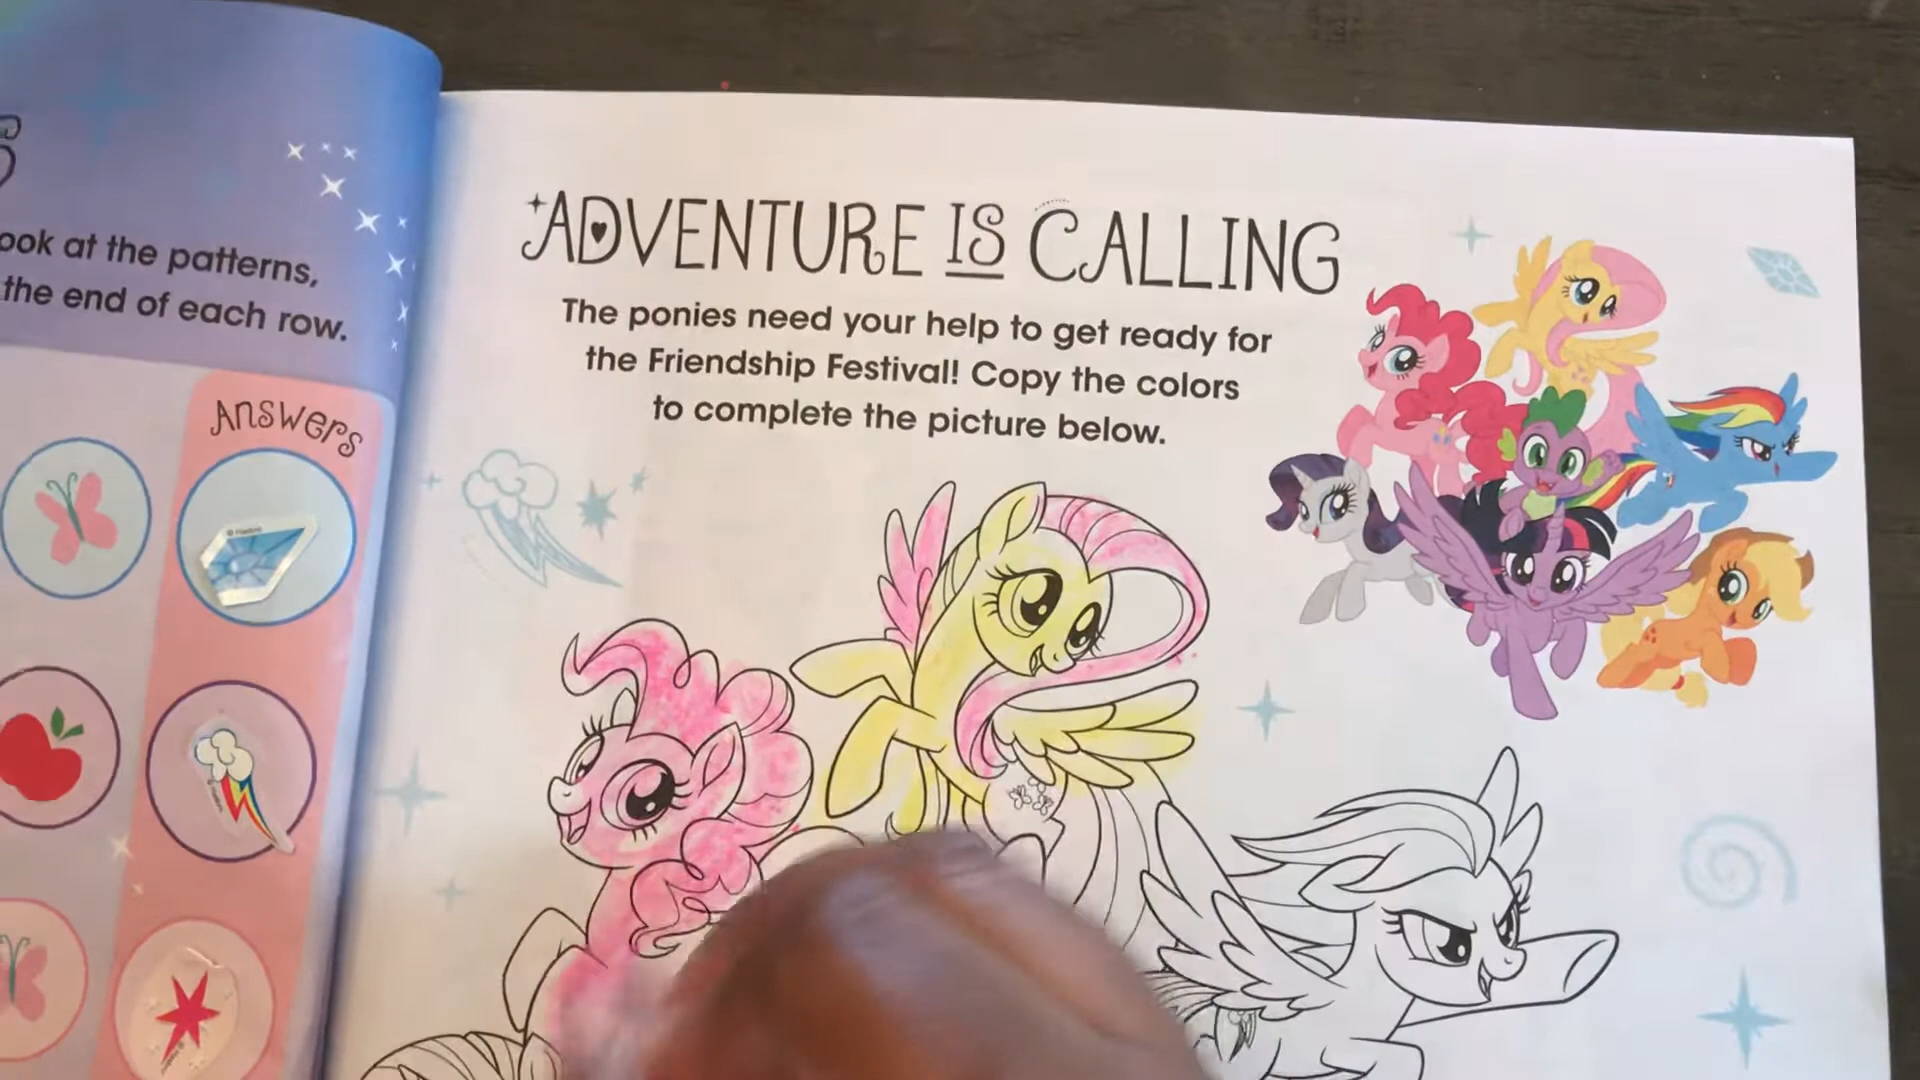 ook at the patterns,
the end of each row.
Answers
© Hasbro
ADVENTURE IS CALLING
The ponies need your help to get ready for
the Friendship Festival! Copy the colors
to complete the picture below.